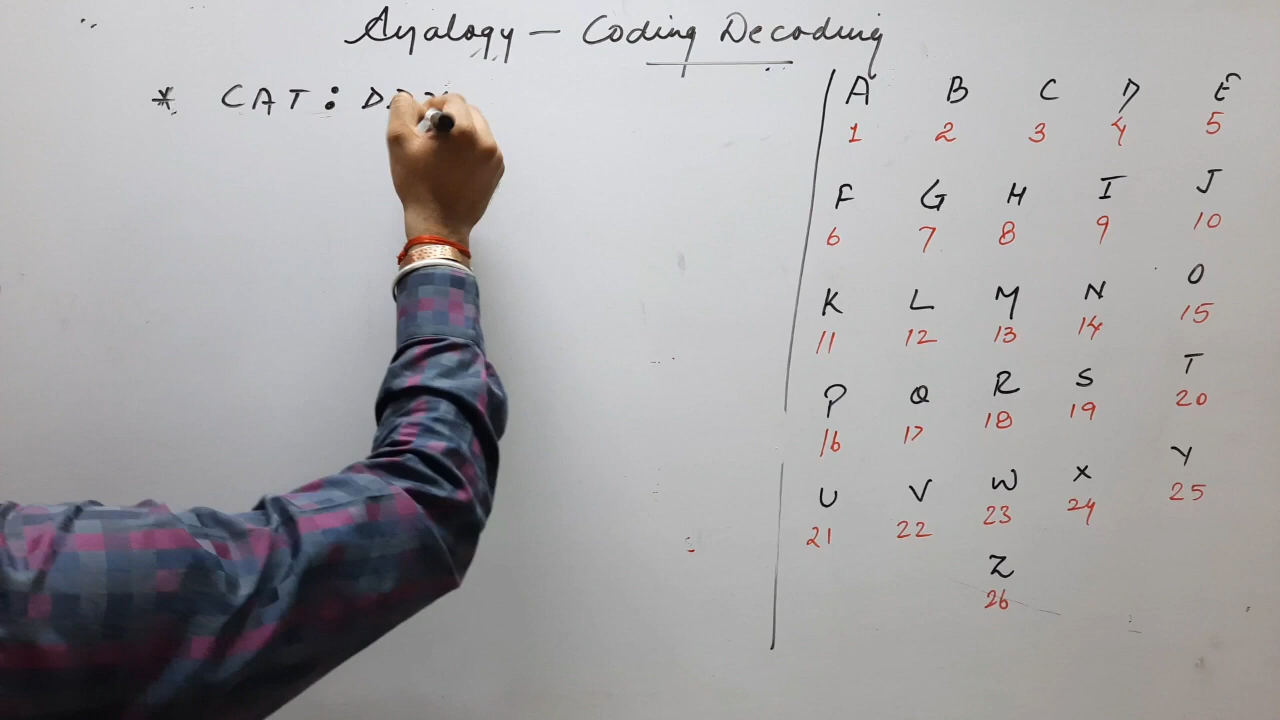 Analogy - Coding Decoding
* CAT : DD
A B C D E
1 2 3 4 5
F G H I J
6 7 8 9 10
K L M N O
11 12 13 14 15
P Q R S T
16 17 18 19 20
U V W X Y
21 22 23 24 25
Z
26